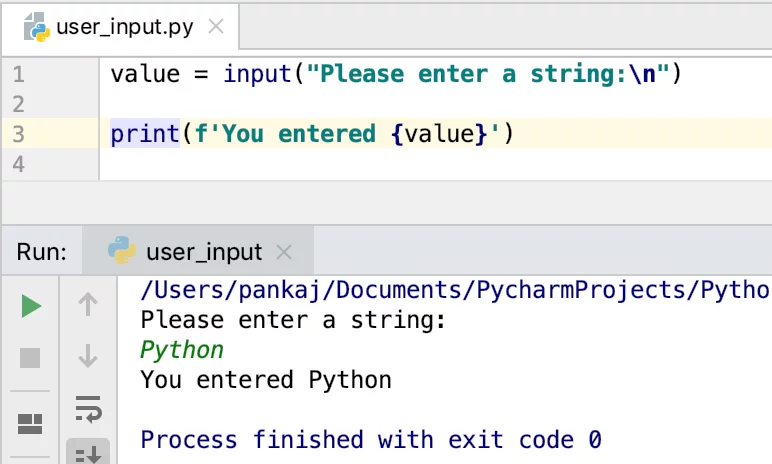 user_input.py
1 value = input("Please enter a string:\n")
2
3 print(f'You entered {value}')
4
Run: user_input
/Users/pankaj/Documents/PycharmProjects/Pytho
Please enter a string:
Python
You entered Python
Process finished with exit code 0